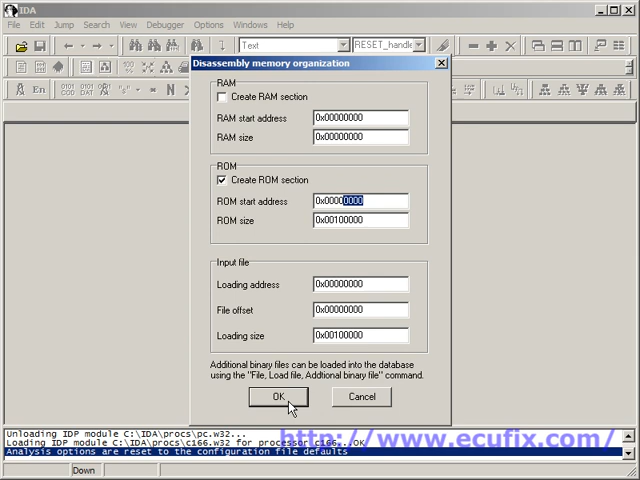 IDA
File Edit Jump Search View Debugger Options Windows Help
Text RESET_handle
En
Disassembly memory organization
RAM
Create RAM section
RAM start address 0x00000000
RAM size 0x00000000
ROM
Create ROM section
ROM start address 0x00000000
ROM size 0x00100000
Input file
Loading address 0x00000000
File offset 0x00000000
Loading size 0x00100000
Additional binary files can be loaded into the database
using the "File, Load file, Addtional binary file" command.
OK Cancel
Unloading IDP module C:\IDA\procs\pc.w32...
Loading IDP module C:\IDA\procs\c166.w32 for processor c166...OK
Analysis options are reset to the configuration file defaults
http://www.ecufix.com/
Down